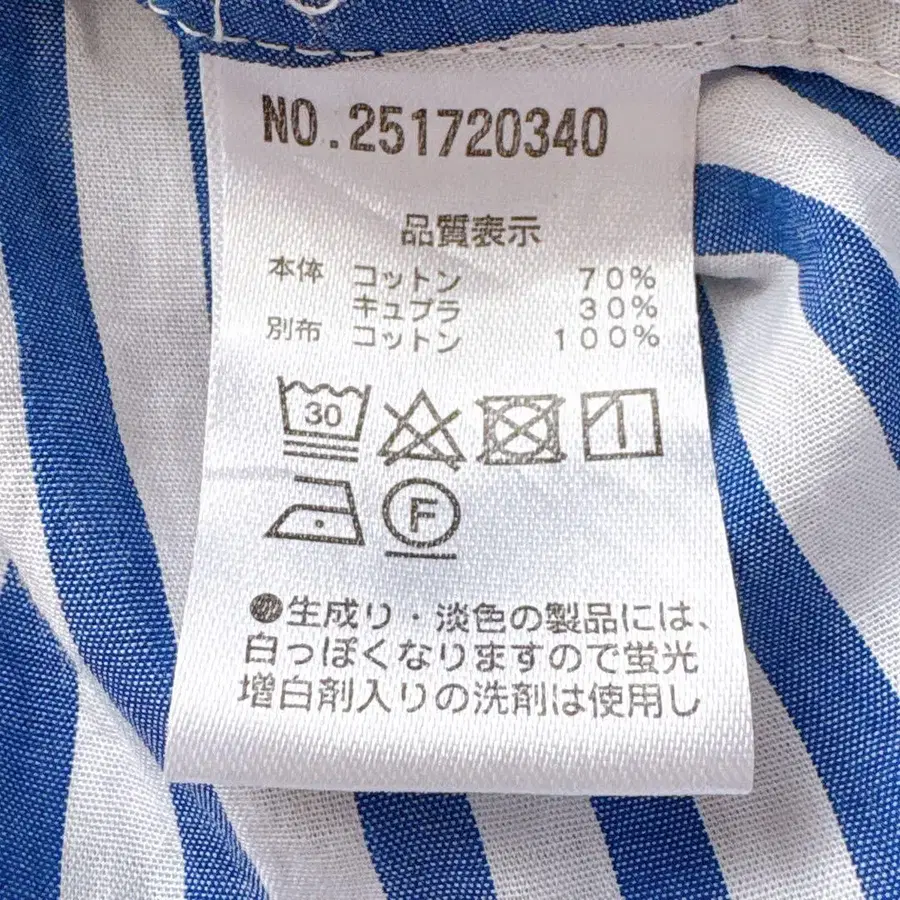 NO.251720340
品質表示
本体 コットン 70%
キュプラ 30%
別布 コットン 100%
30
F
●生成り・淡色の製品には、
白っぽくなりますので蛍光
増白剤入りの洗剤は使用し